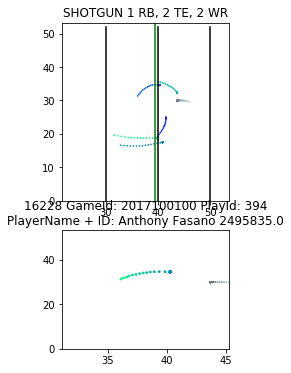 SHOTGUN 1 RB, 2 TE, 2 WR
50
40
30
20
10
0
30 40 50
16228 GameId: 2017100100 PlayId: 394
PlayerName + ID: Anthony Fasano 2495835.0
40
20
0
35 40 45